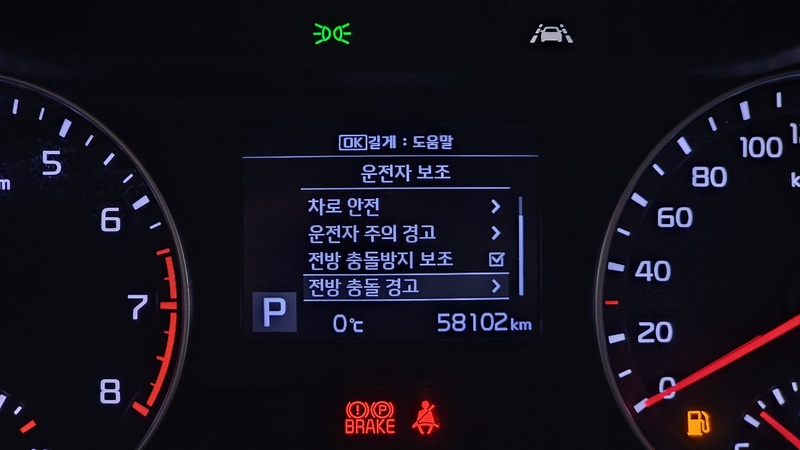 OK길게 : 도움말
운전자 보조
차로 안전
운전자 주의 경고
전방 충돌방지 보조
전방 충돌 경고
P
0℃
58102km
5
6
7
8
100
80
60
40
20
0
(!) (P)
BRAKE